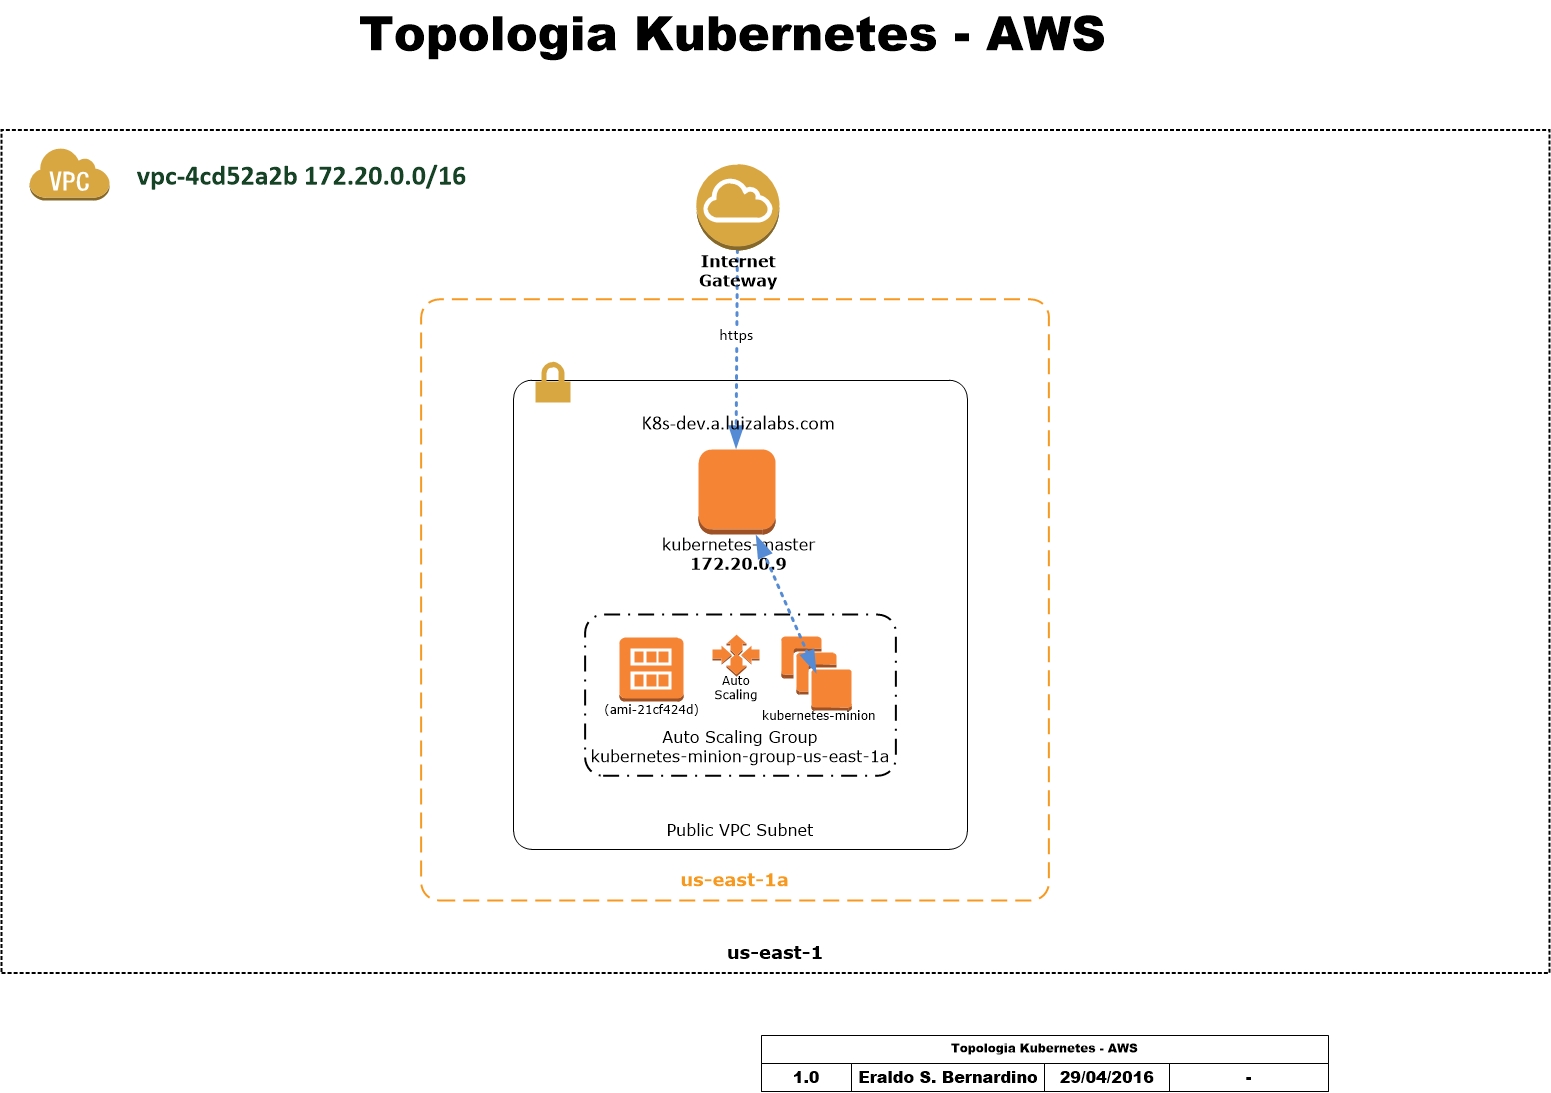 Topologia Kubernetes - AWS
VPC
vpc-4cd52a2b 172.20.0.0/16
Internet
Gateway
https
K8s-dev.a.luizalabs.com
kubernetes-master
172.20.0.9
Auto
Scaling
(ami-21cf424d)
kubernetes-minion
Auto Scaling Group
kubernetes-minion-group-us-east-1a
Public VPC Subnet
us-east-1a
us-east-1
Topologia Kubernetes - AWS
1.0 Eraldo S. Bernardino 29/04/2016 -